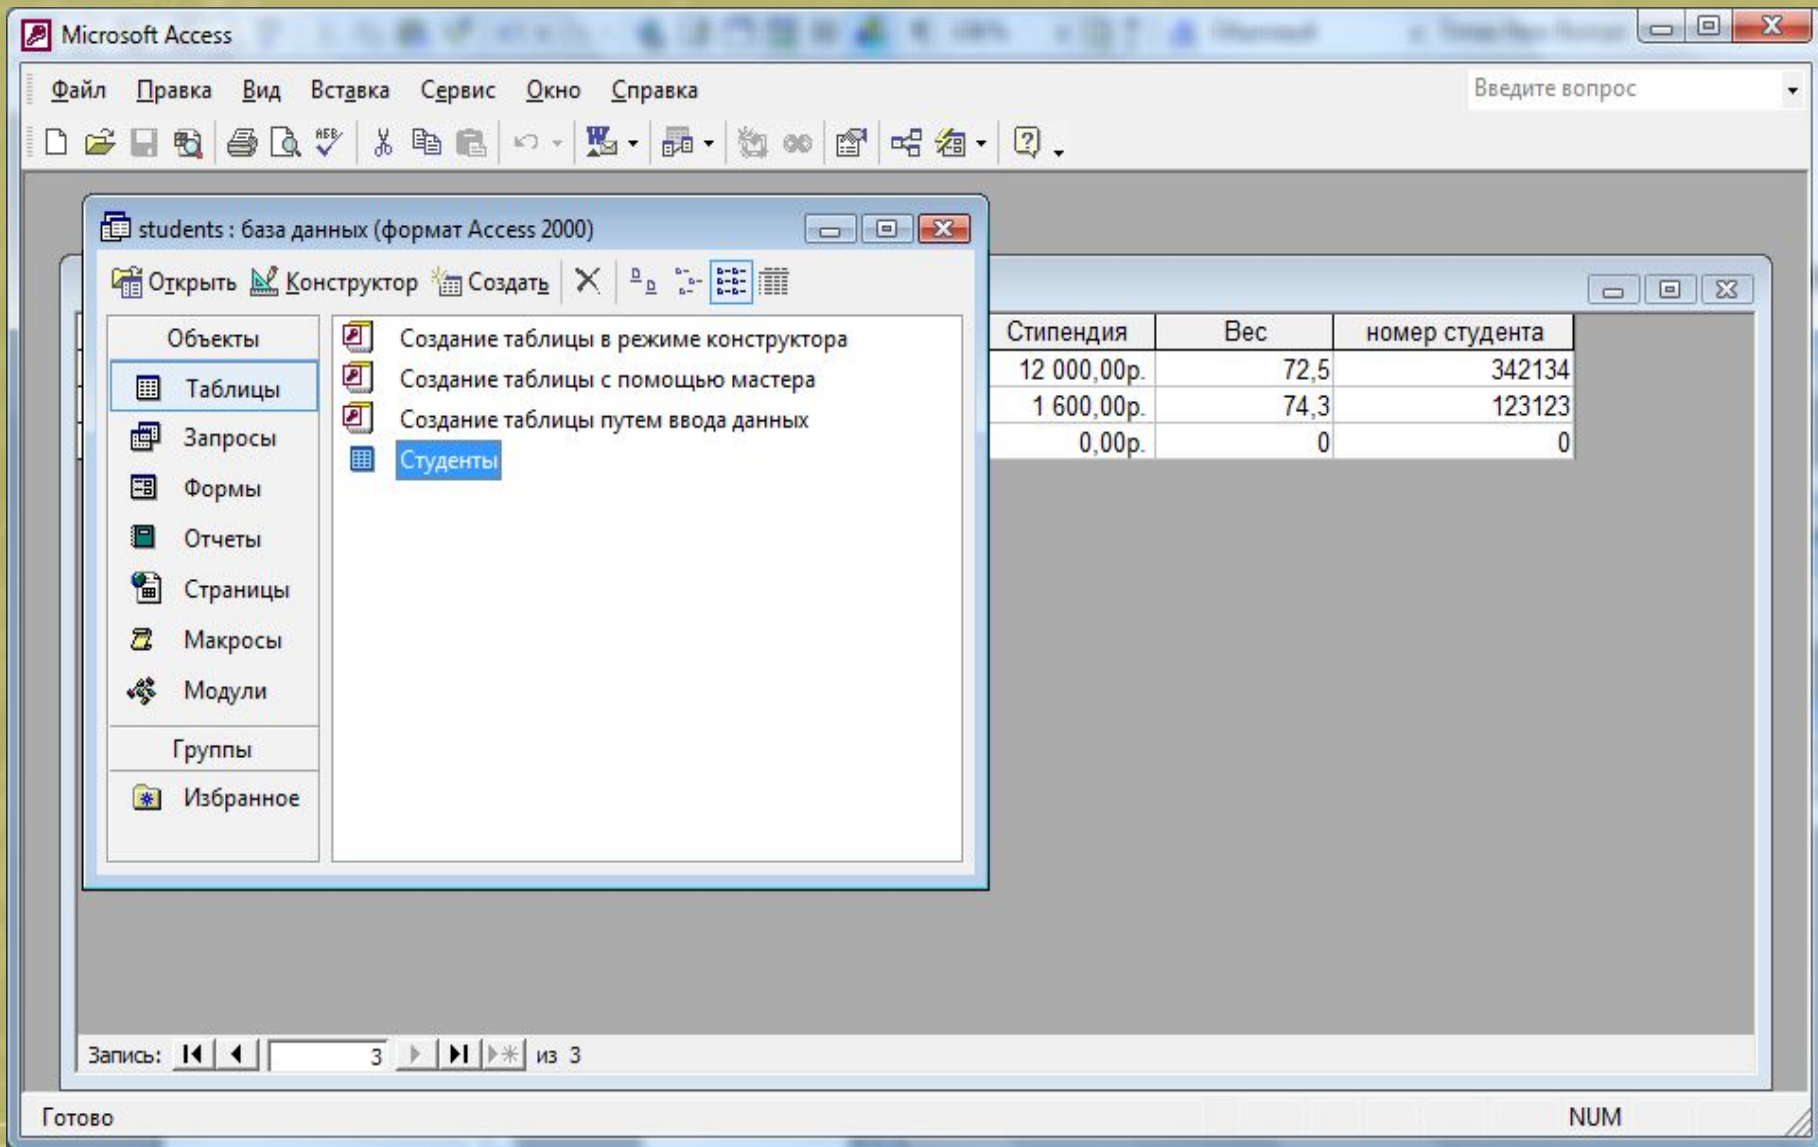 Microsoft Access
Файл Правка Вид Вставка Сервис Окно Справка
Введите вопрос
students : база данных (формат Access 2000)
Открыть Конструктор Создать
Объекты
Таблицы
Запросы
Формы
Отчеты
Страницы
Макросы
Модули
Группы
Избранное
Создание таблицы в режиме конструктора
Создание таблицы с помощью мастера
Создание таблицы путем ввода данных
Студенты
Стипендия Вес номер студента
12 000,00р. 72,5 342134
1 600,00р. 74,3 123123
0,00р. 0 0
Запись: 3 из 3
Готово NUM